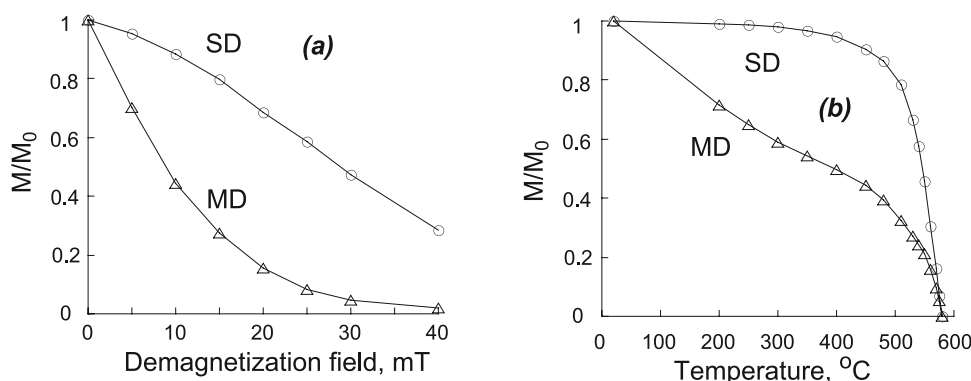 1
0.8
0.6
0.4
0.2
0
M/M0
SD
(a)
MD
0 10 20 30 40
Demagnetization field, mT
1
0.8
0.6
0.4
0.2
0
M/M0
SD
(b)
MD
0 100 200 300 400 500 600
Temperature, ºC